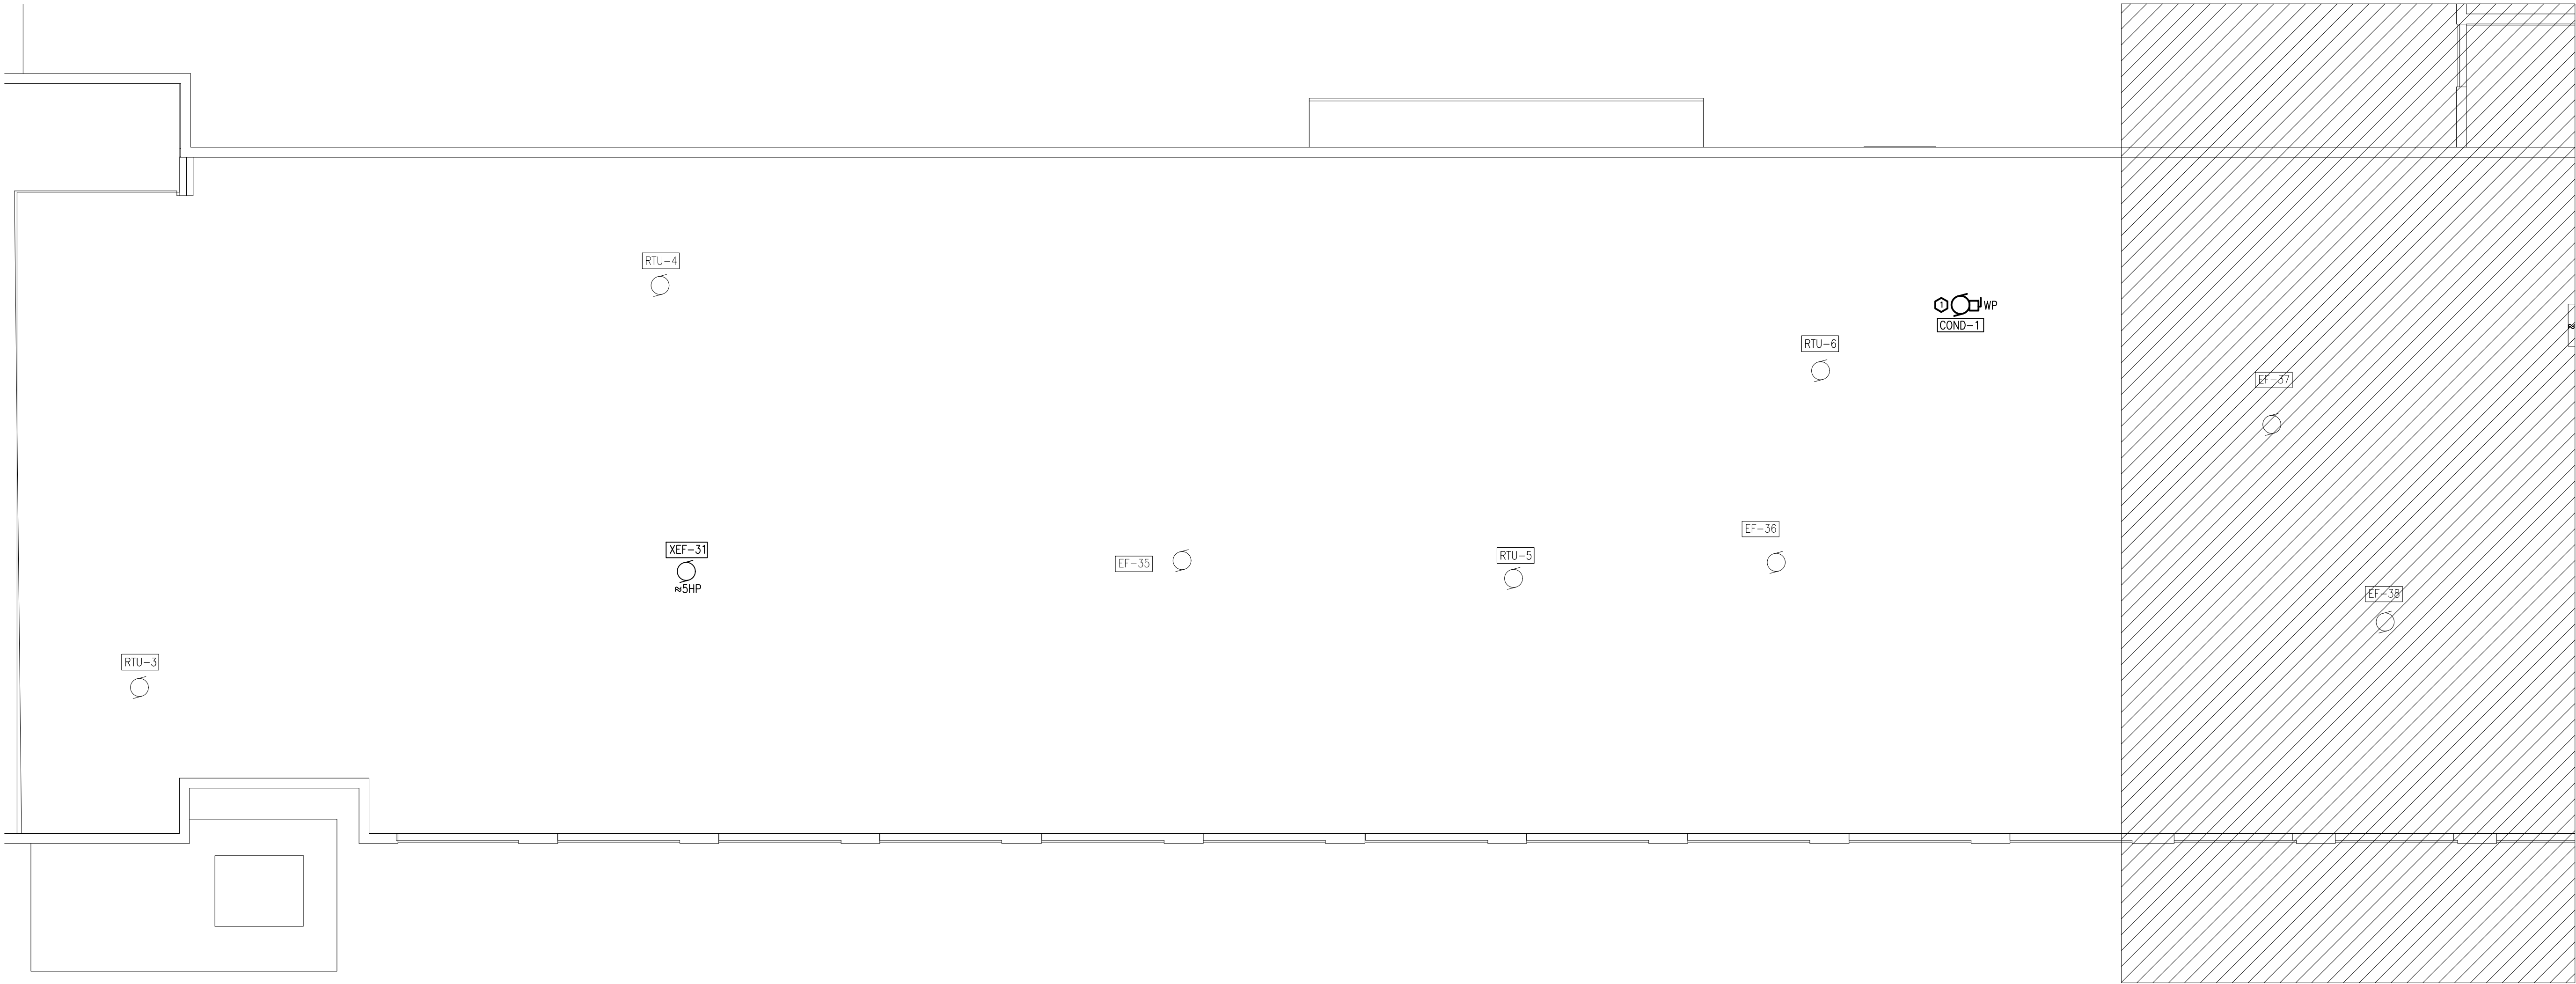 RTU-4
1 WP
COND-1
RTU-6
EF-37
XEF-31
≈5HP
EF-35
RTU-5
EF-36
EF-38
RTU-3